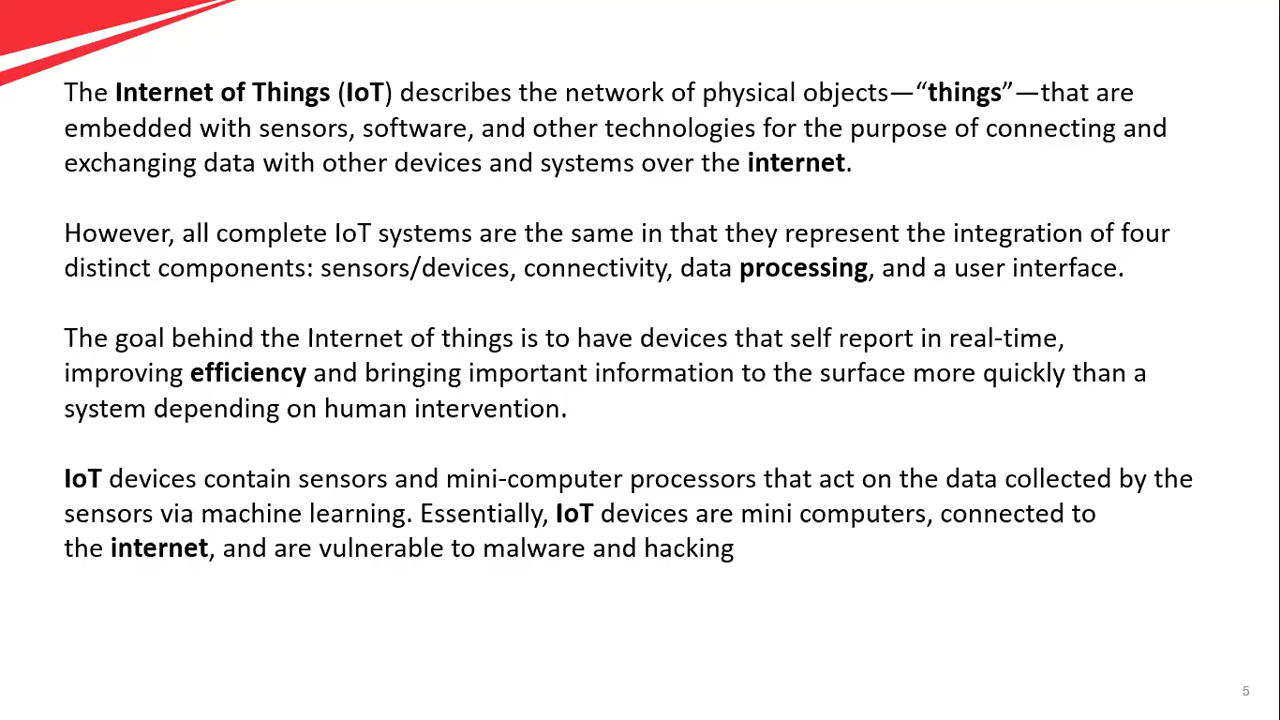 The Internet of Things (IoT) describes the network of physical objects—“things”—that are
embedded with sensors, software, and other technologies for the purpose of connecting and
exchanging data with other devices and systems over the internet.
However, all complete IoT systems are the same in that they represent the integration of four
distinct components: sensors/devices, connectivity, data processing, and a user interface.
The goal behind the Internet of things is to have devices that self report in real-time,
improving efficiency and bringing important information to the surface more quickly than a
system depending on human intervention.
IoT devices contain sensors and mini-computer processors that act on the data collected by the
sensors via machine learning. Essentially, IoT devices are mini computers, connected to
the internet, and are vulnerable to malware and hacking
5